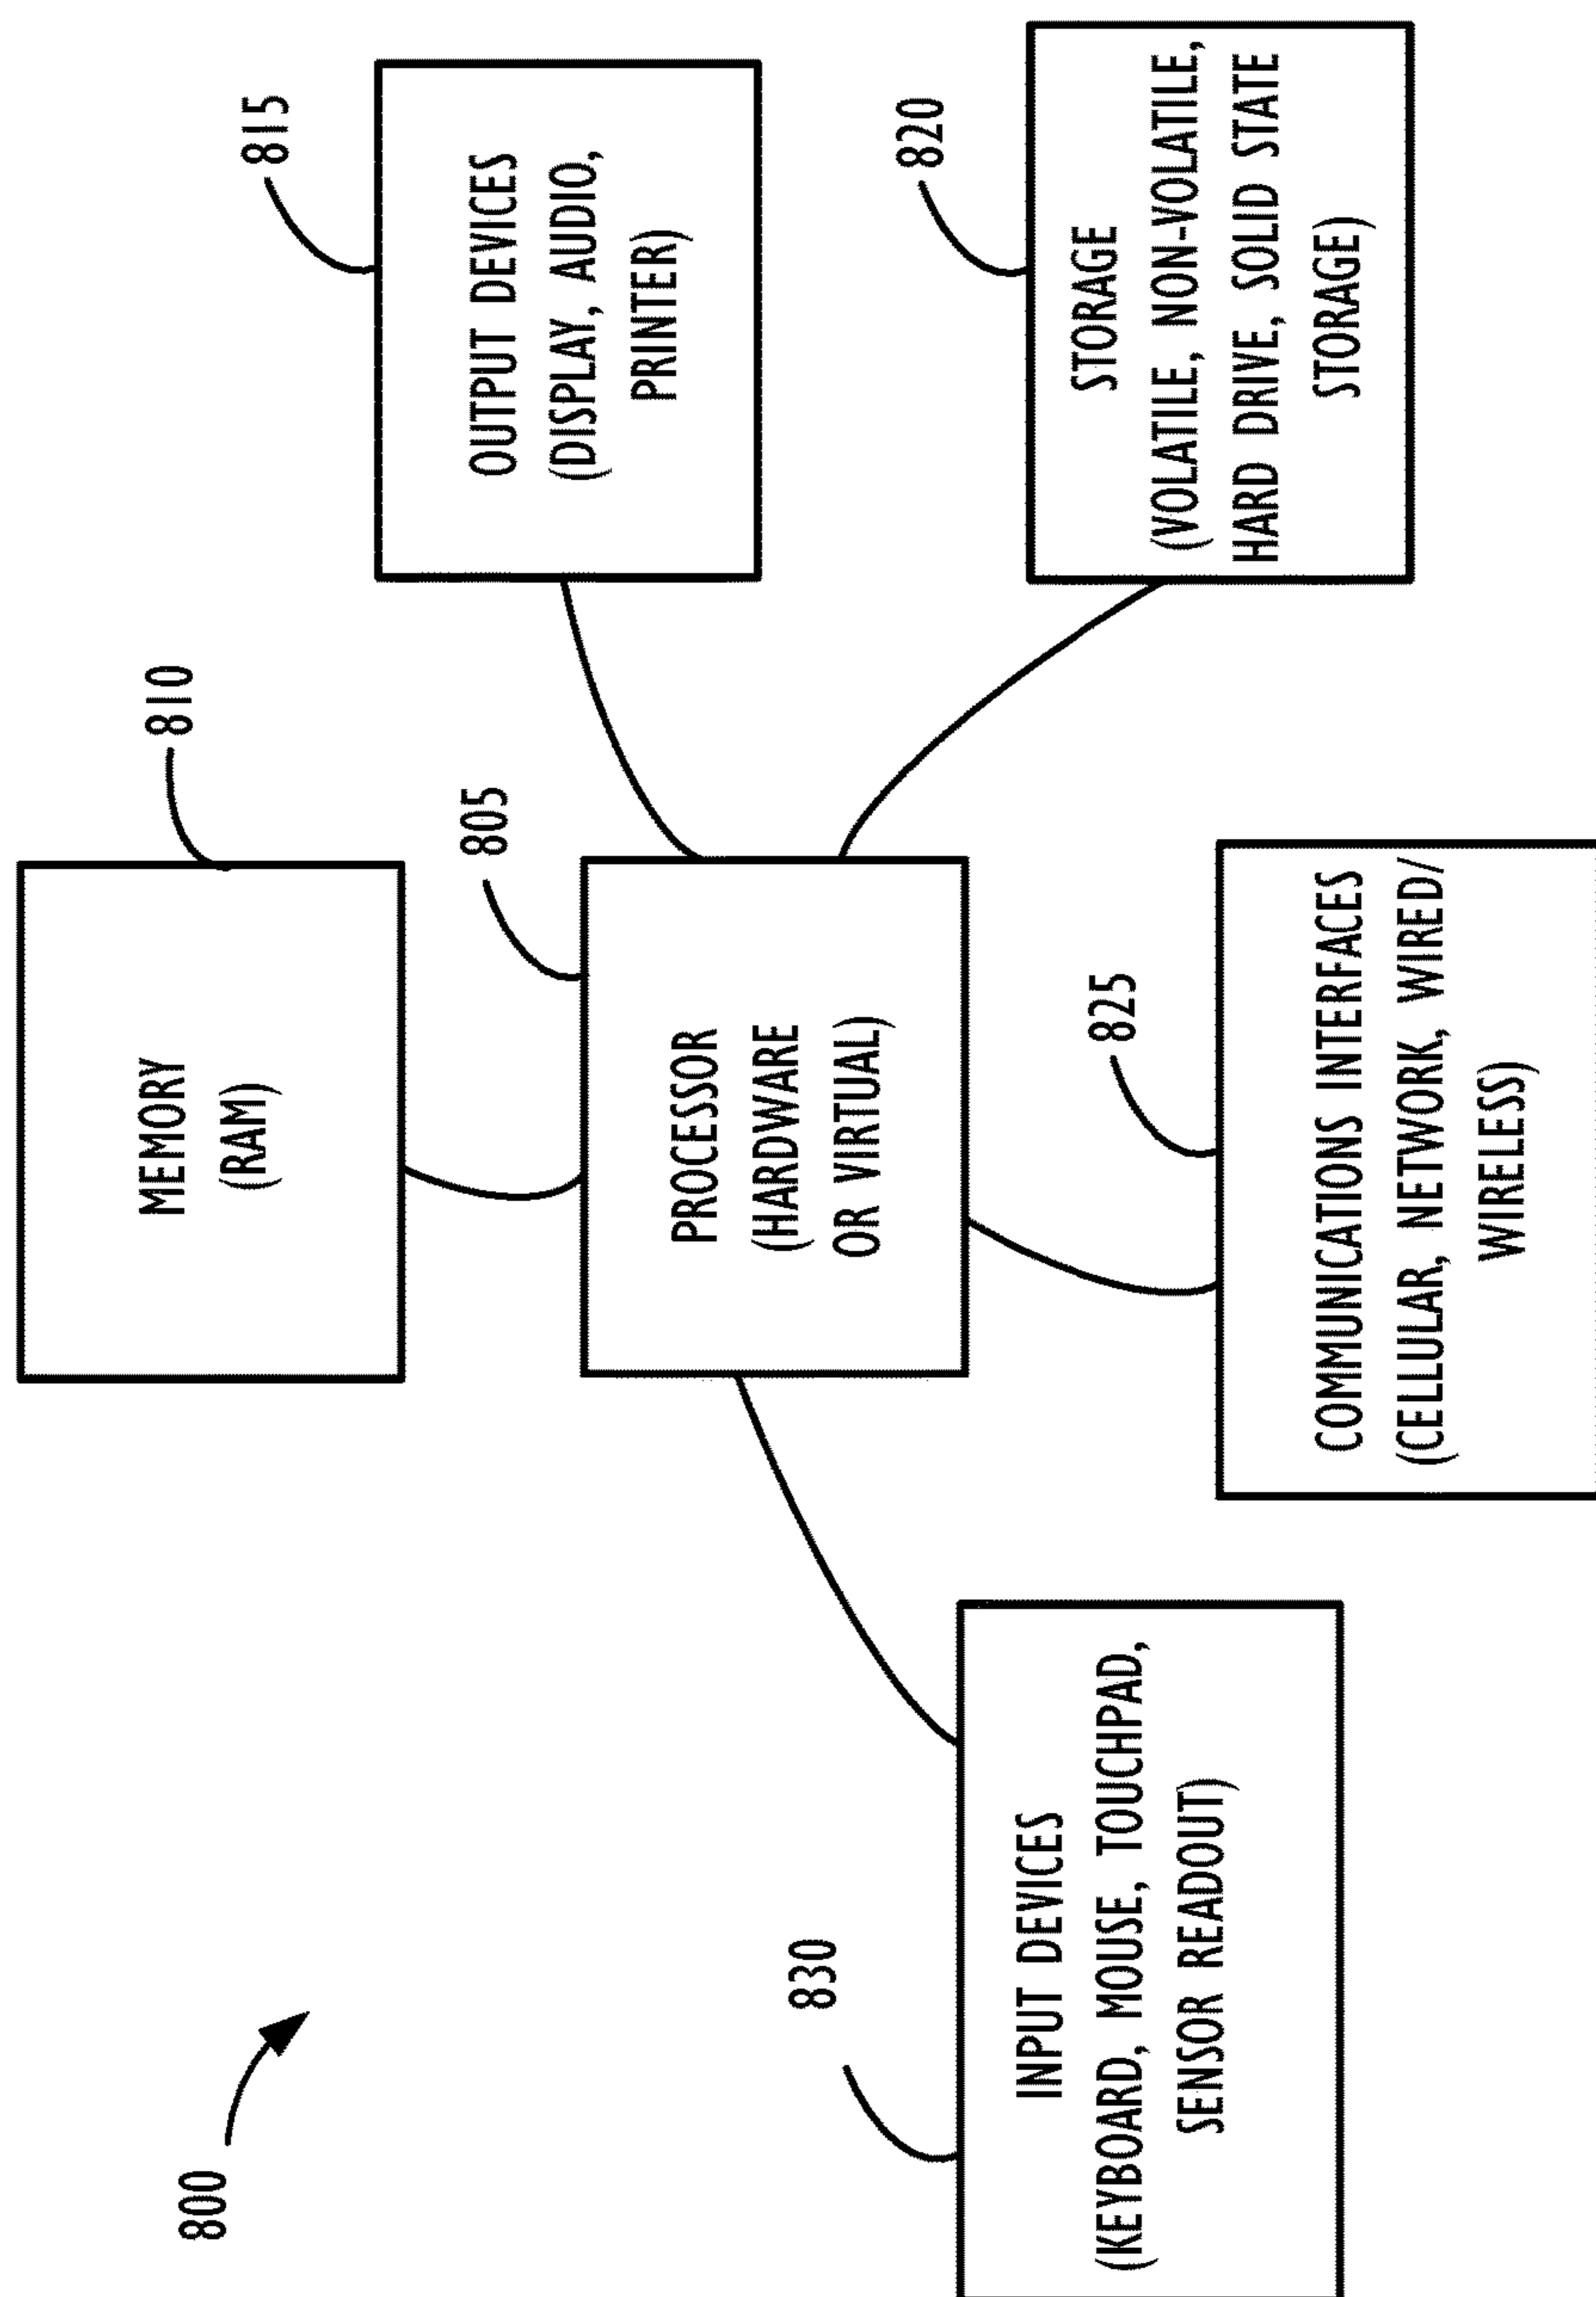 800
810
MEMORY
(RAM)
815
OUTPUT DEVICES
(DISPLAY, AUDIO,
PRINTER)
805
PROCESSOR
(HARDWARE
OR VIRTUAL)
830
INPUT DEVICES
(KEYBOARD, MOUSE, TOUCHPAD,
SENSOR READOUT)
825
COMMUNICATIONS INTERFACES
(CELLULAR, NETWORK, WIRED/
WIRELESS)
820
STORAGE
(VOLATILE, NON-VOLATILE,
HARD DRIVE, SOLID STATE
STORAGE)